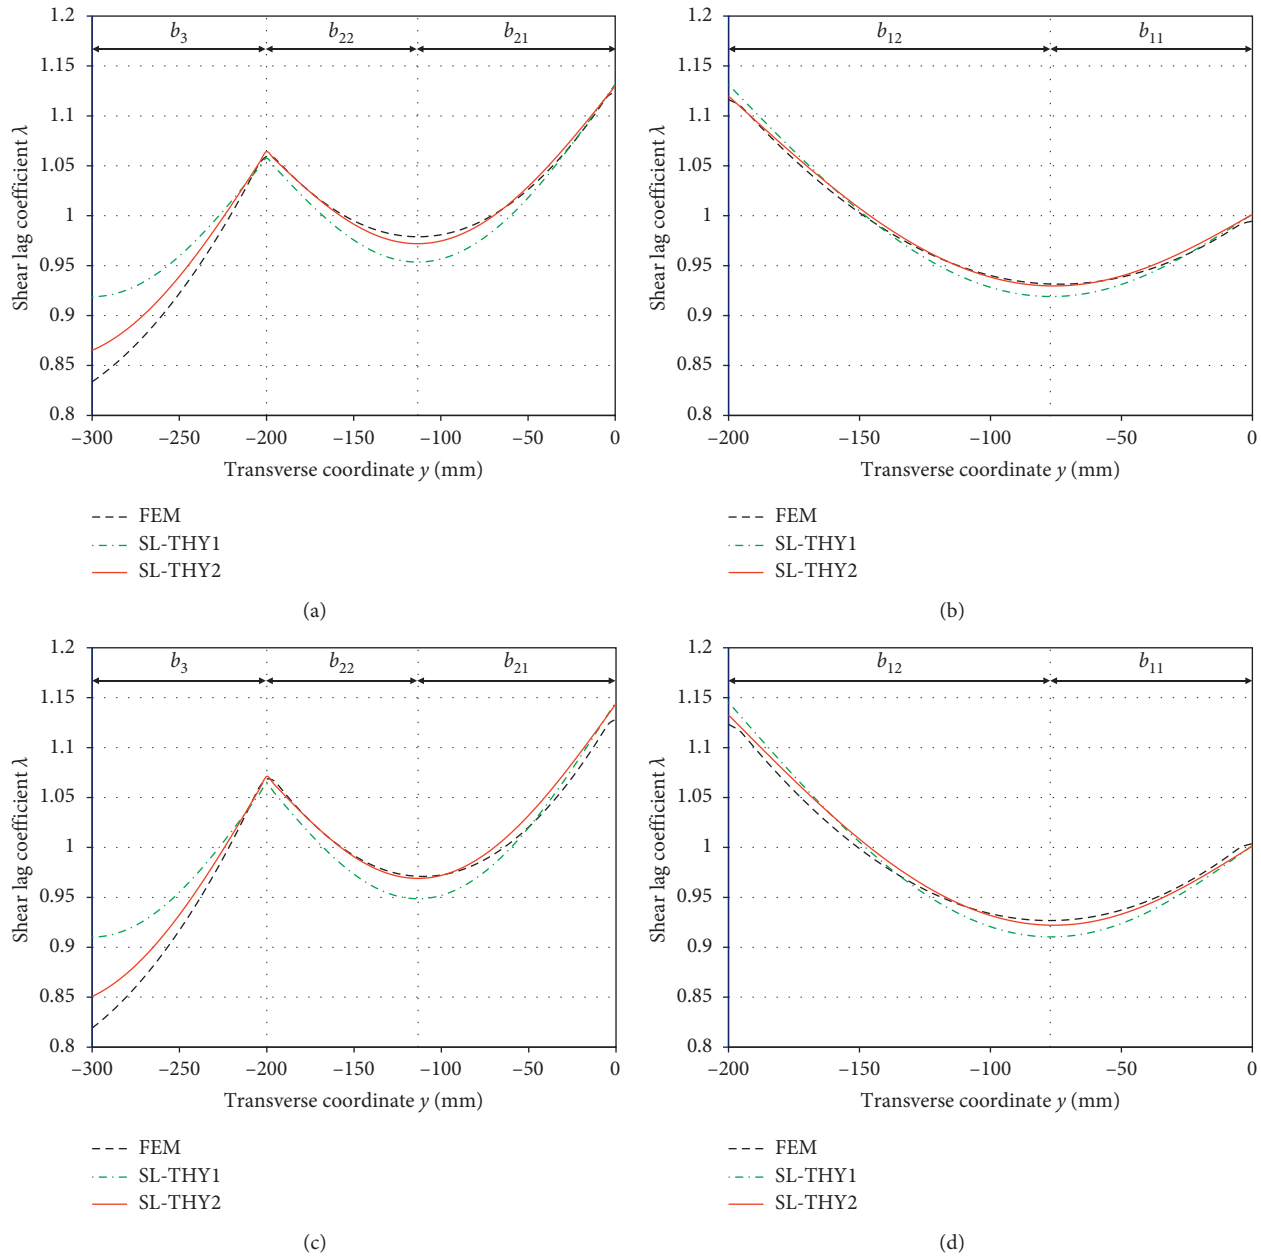 1.2
1.15
1.1
1.05
1
0.95
0.9
0.85
0.8
Shear lag coefficient λ
b3
b22
b21
–300
–250
–200
–150
–100
–50
0
Transverse coordinate y (mm)
FEM
SL-THY1
SL-THY2
(a)
1.2
1.15
1.1
1.05
1
0.95
0.9
0.85
0.8
Shear lag coefficient λ
b12
b11
–200
–150
–100
–50
0
Transverse coordinate y (mm)
FEM
SL-THY1
SL-THY2
(b)
1.2
1.15
1.1
1.05
1
0.95
0.9
0.85
0.8
Shear lag coefficient λ
b3
b22
b21
–300
–250
–200
–150
–100
–50
0
Transverse coordinate y (mm)
FEM
SL-THY1
SL-THY2
(c)
1.2
1.15
1.1
1.05
1
0.95
0.9
0.85
0.8
Shear lag coefficient λ
b12
b11
–200
–150
–100
–50
0
Transverse coordinate y (mm)
FEM
SL-THY1
SL-THY2
(d)